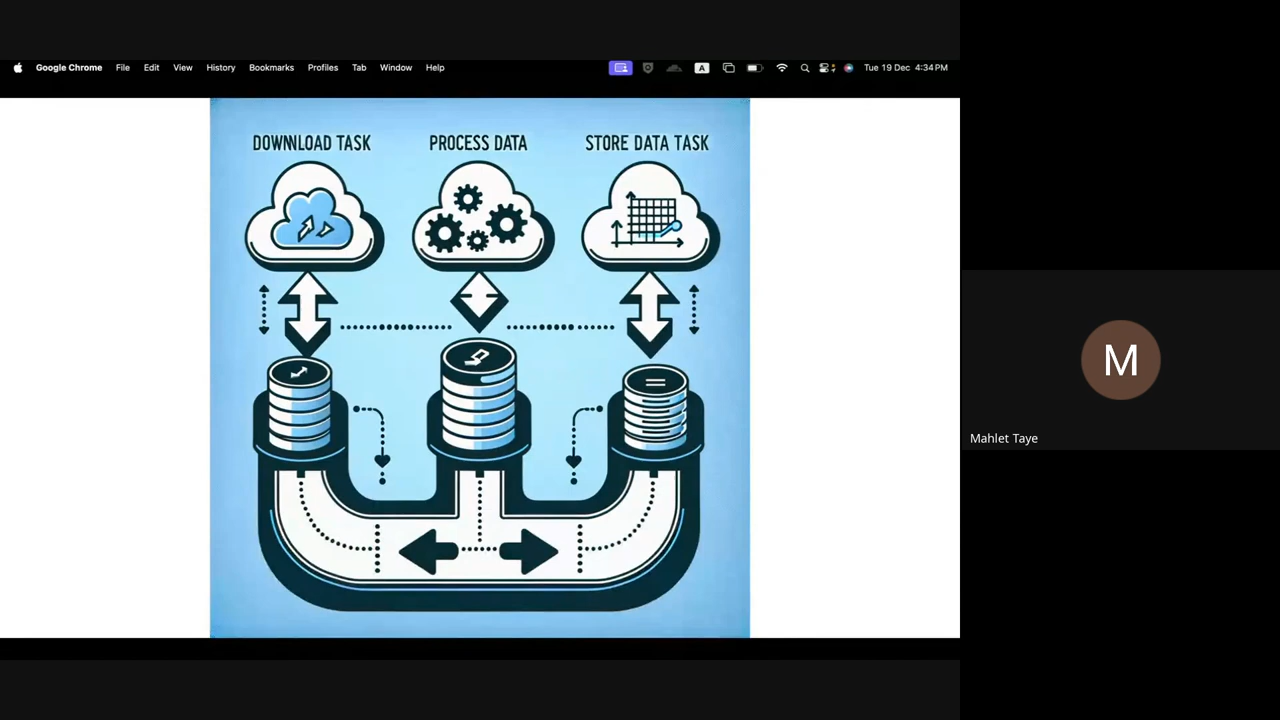 Google Chrome File Edit View History Bookmarks Profiles Tab Window Help A Tue 19 Dec 4:34 PM
DOWNLOAD TASK PROCESS DATA STORE DATA TASK
M
Mahlet Taye